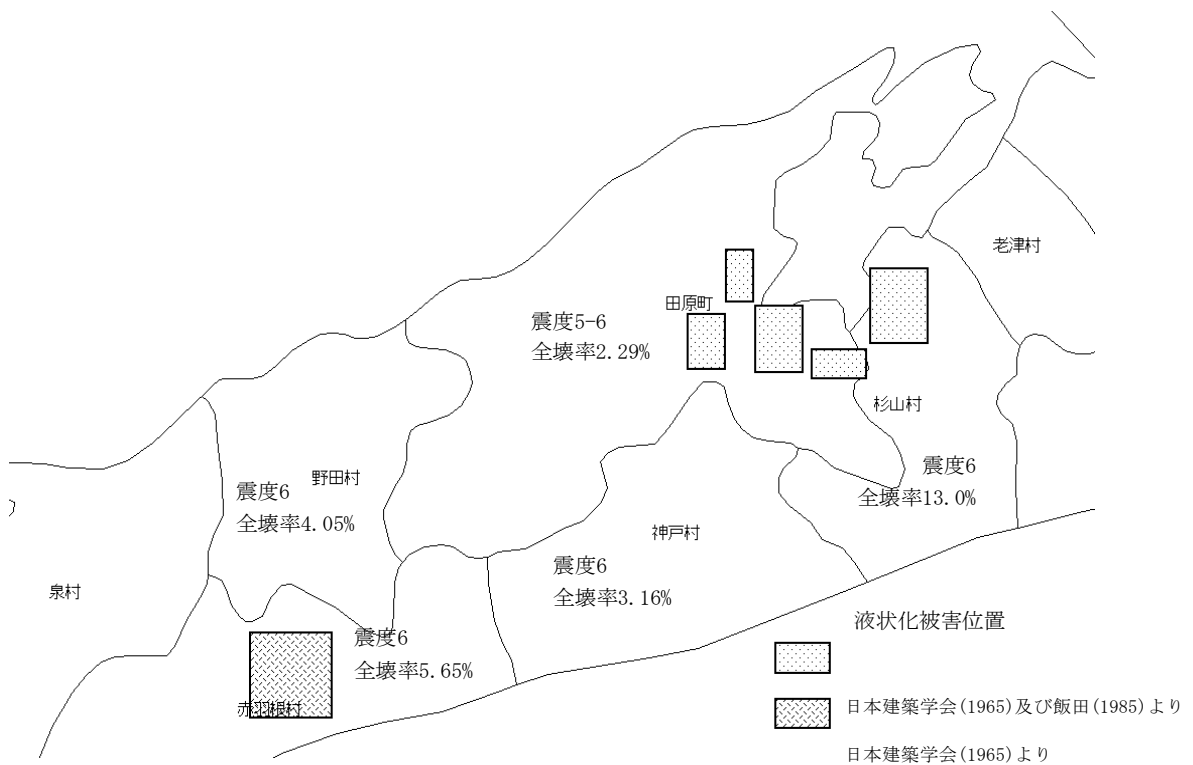 老津村
田原町
震度5-6
全壊率2.29%
杉山村
震度6
全壊率13.0%
野田村
震度6
全壊率4.05%
神戸村
震度6
全壊率3.16%
泉村
震度6
全壊率5.65%
赤羽根村
液状化被害位置
日本建築学会(1965)及び飯田(1985)より
日本建築学会(1965)より